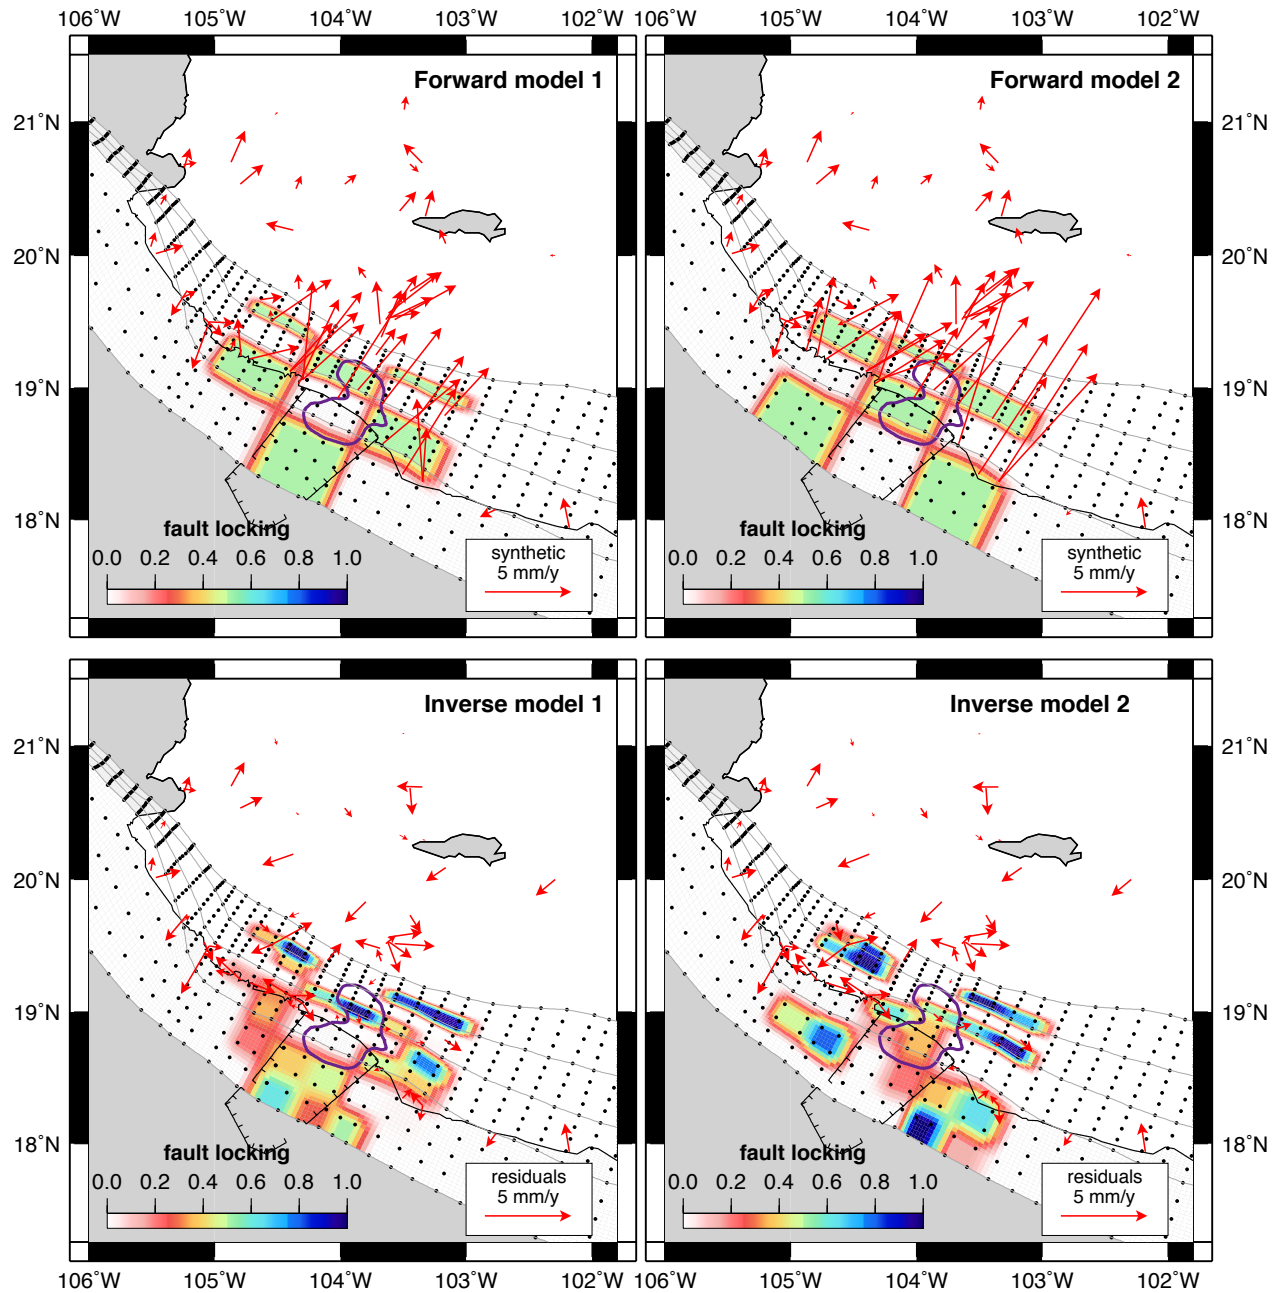 106°W 105°W 104°W 103°W 102°W 106°W 105°W 104°W 103°W 102°W
Forward model 1
Forward model 2
21°N
21°N
20°N
20°N
19°N
19°N
18°N
18°N
fault locking
0.0 0.2 0.4 0.6 0.8 1.0
synthetic
5 mm/y
fault locking
0.0 0.2 0.4 0.6 0.8 1.0
synthetic
5 mm/y
Inverse model 1
Inverse model 2
21°N
21°N
20°N
20°N
19°N
19°N
18°N
18°N
fault locking
0.0 0.2 0.4 0.6 0.8 1.0
residuals
5 mm/y
fault locking
0.0 0.2 0.4 0.6 0.8 1.0
residuals
5 mm/y
106°W 105°W 104°W 103°W 102°W 106°W 105°W 104°W 103°W 102°W